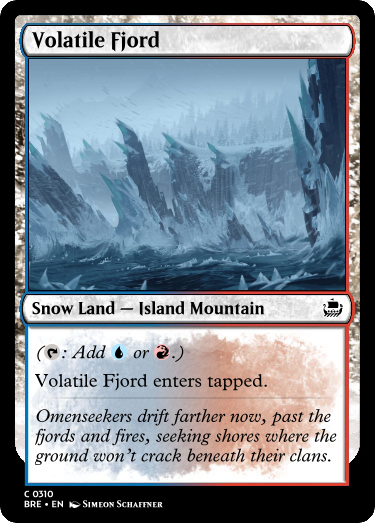 Volatile Fjord
Snow Land — Island Mountain
(: Add or .)
Volatile Fjord enters tapped.
Omenseekers drift farther now, past the
fjords and fires, seeking shores where the
ground won't crack beneath their clans.
C 0310
BRE • EN Simeon Schaffner